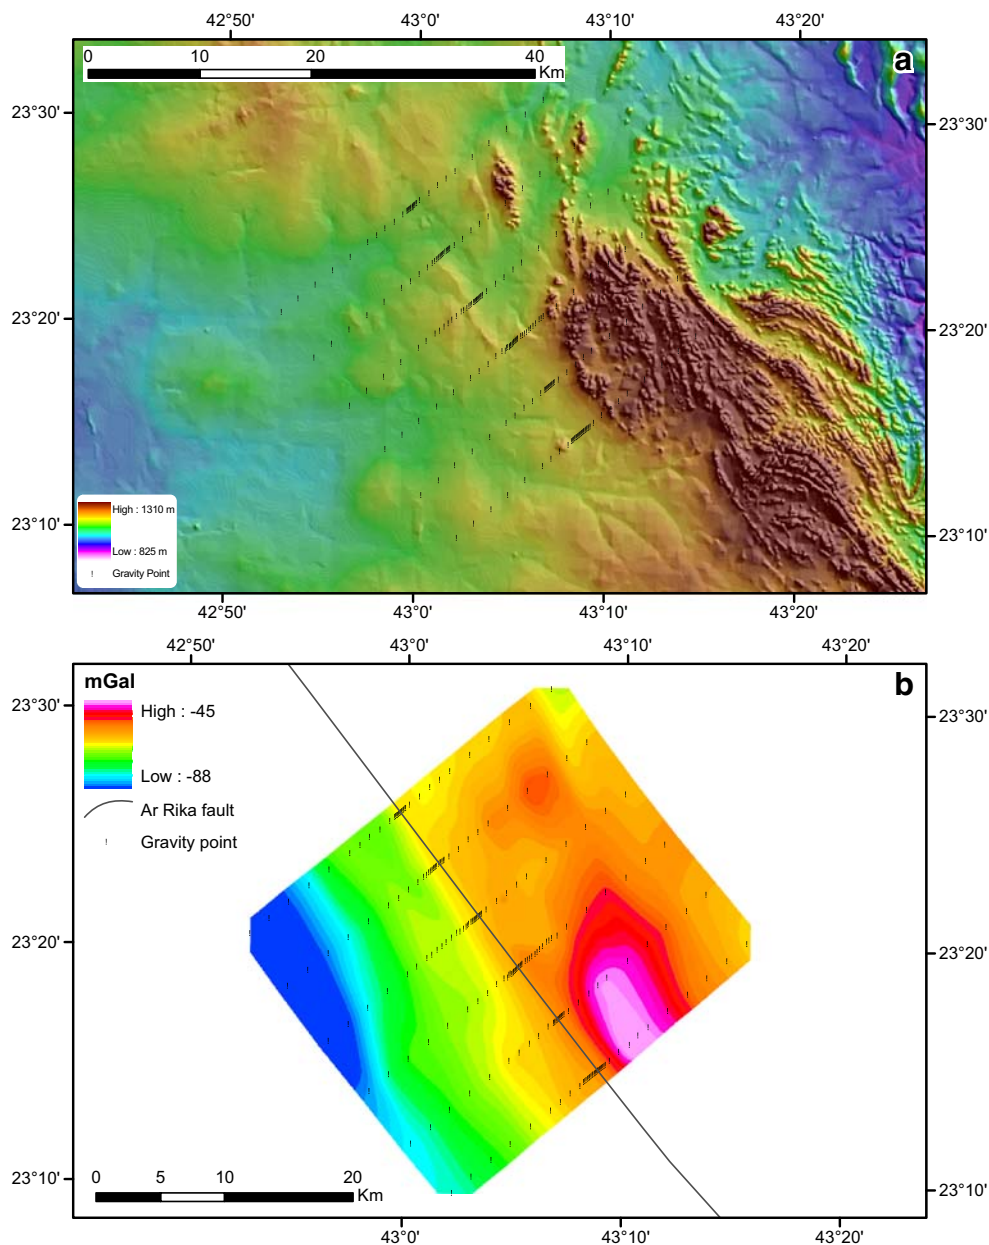 42°50' 43°0' 43°10' 43°20'
a
0 10 20 40
Km
23°30' 23°30'
23°20' 23°20'
23°10' 23°10'
High : 1310 m
Low : 825 m
Gravity Point
42°50' 43°0' 43°10' 43°20'
42°50' 43°0' 43°10' 43°20'
mGal
b
High : -45
Low : -88
Ar Rika fault
Gravity point
23°30' 23°30'
23°20' 23°20'
23°10' 23°10'
0 5 10 20
Km
43°0' 43°10' 43°20'